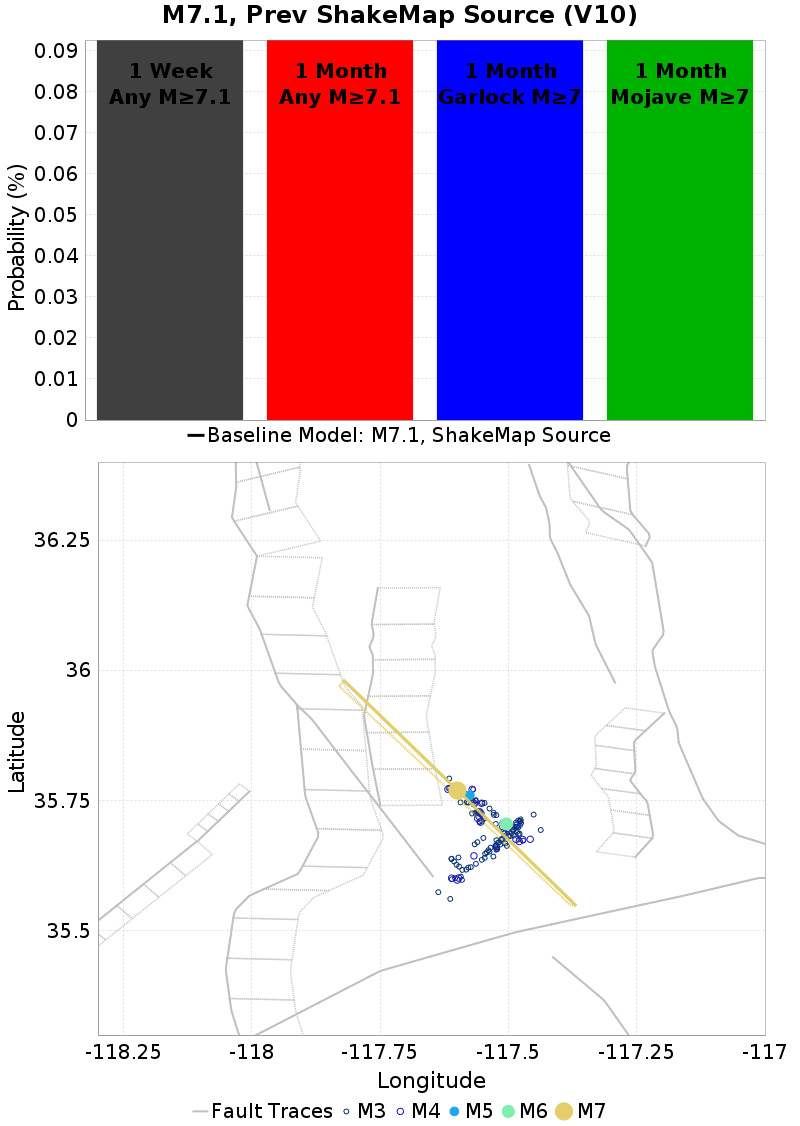 M7.1, Prev ShakeMap Source (V10)
Probability (%)
0.09
0.08
0.07
0.06
0.05
0.04
0.03
0.02
0.01
0
1 Week
Any M≥7.1
1 Month
Any M≥7.1
1 Month
Garlock M≥7
1 Month
Mojave M≥7
Baseline Model: M7.1, ShakeMap Source
Latitude
36.25
36
35.75
35.5
-118.25 -118 -117.75 -117.5 -117.25 -117
Longitude
Fault Traces M3 M4 M5 M6 M7